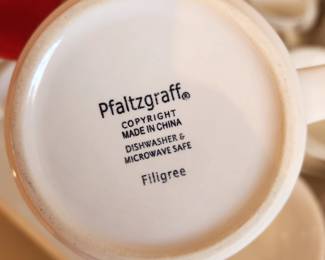 Pfaltzgraff®
COPYRIGHT
MADE IN CHINA
DISHWASHER &
MICROWAVE SAFE
Filigree